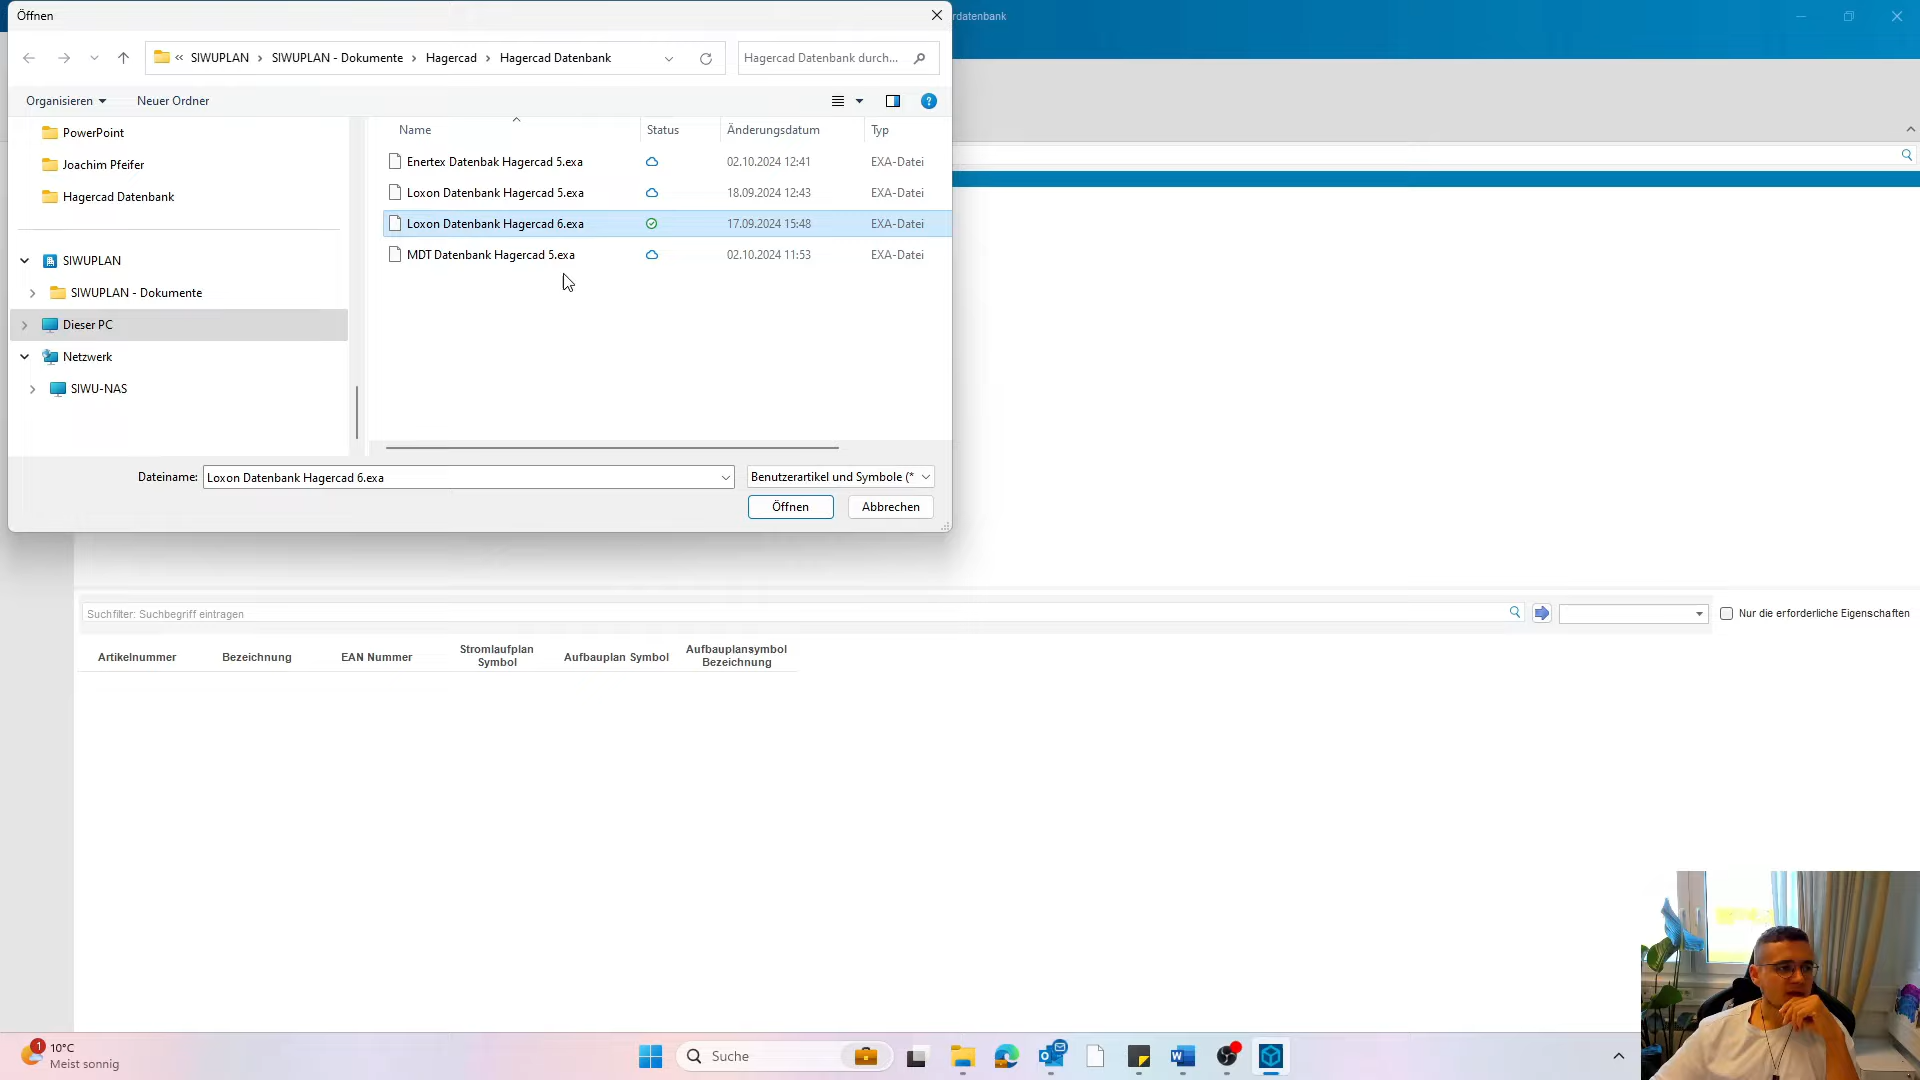 Öffnen
rdatenbank
« SIWUPLAN › SIWUPLAN - Dokumente › Hagercad › Hagercad Datenbank
Hagercad Datenbank durch...
Organisieren
Neuer Ordner
PowerPoint
Joachim Pfeifer
Hagercad Datenbank
SIWUPLAN
SIWUPLAN - Dokumente
Dieser PC
Netzwerk
SIWU-NAS
Name Status Änderungsdatum Typ
Enertex Datenbak Hagercad 5.exa 02.10.2024 12:41 EXA-Datei
Loxon Datenbank Hagercad 5.exa 18.09.2024 12:43 EXA-Datei
Loxon Datenbank Hagercad 6.exa 17.09.2024 15:48 EXA-Datei
MDT Datenbank Hagercad 5.exa 02.10.2024 11:53 EXA-Datei
Dateiname: Loxon Datenbank Hagercad 6.exa
Benutzerartikel und Symbole (*
Öffnen
Abbrechen
Suchfilter: Suchbegriff eintragen
Nur die erforderliche Eigenschaften
Artikelnummer
Bezeichnung
EAN Nummer
Stromlaufplan
Symbol
Aufbauplan Symbol
Aufbauplansymbol
Bezeichnung
1
10°C
Meist sonnig
Suche